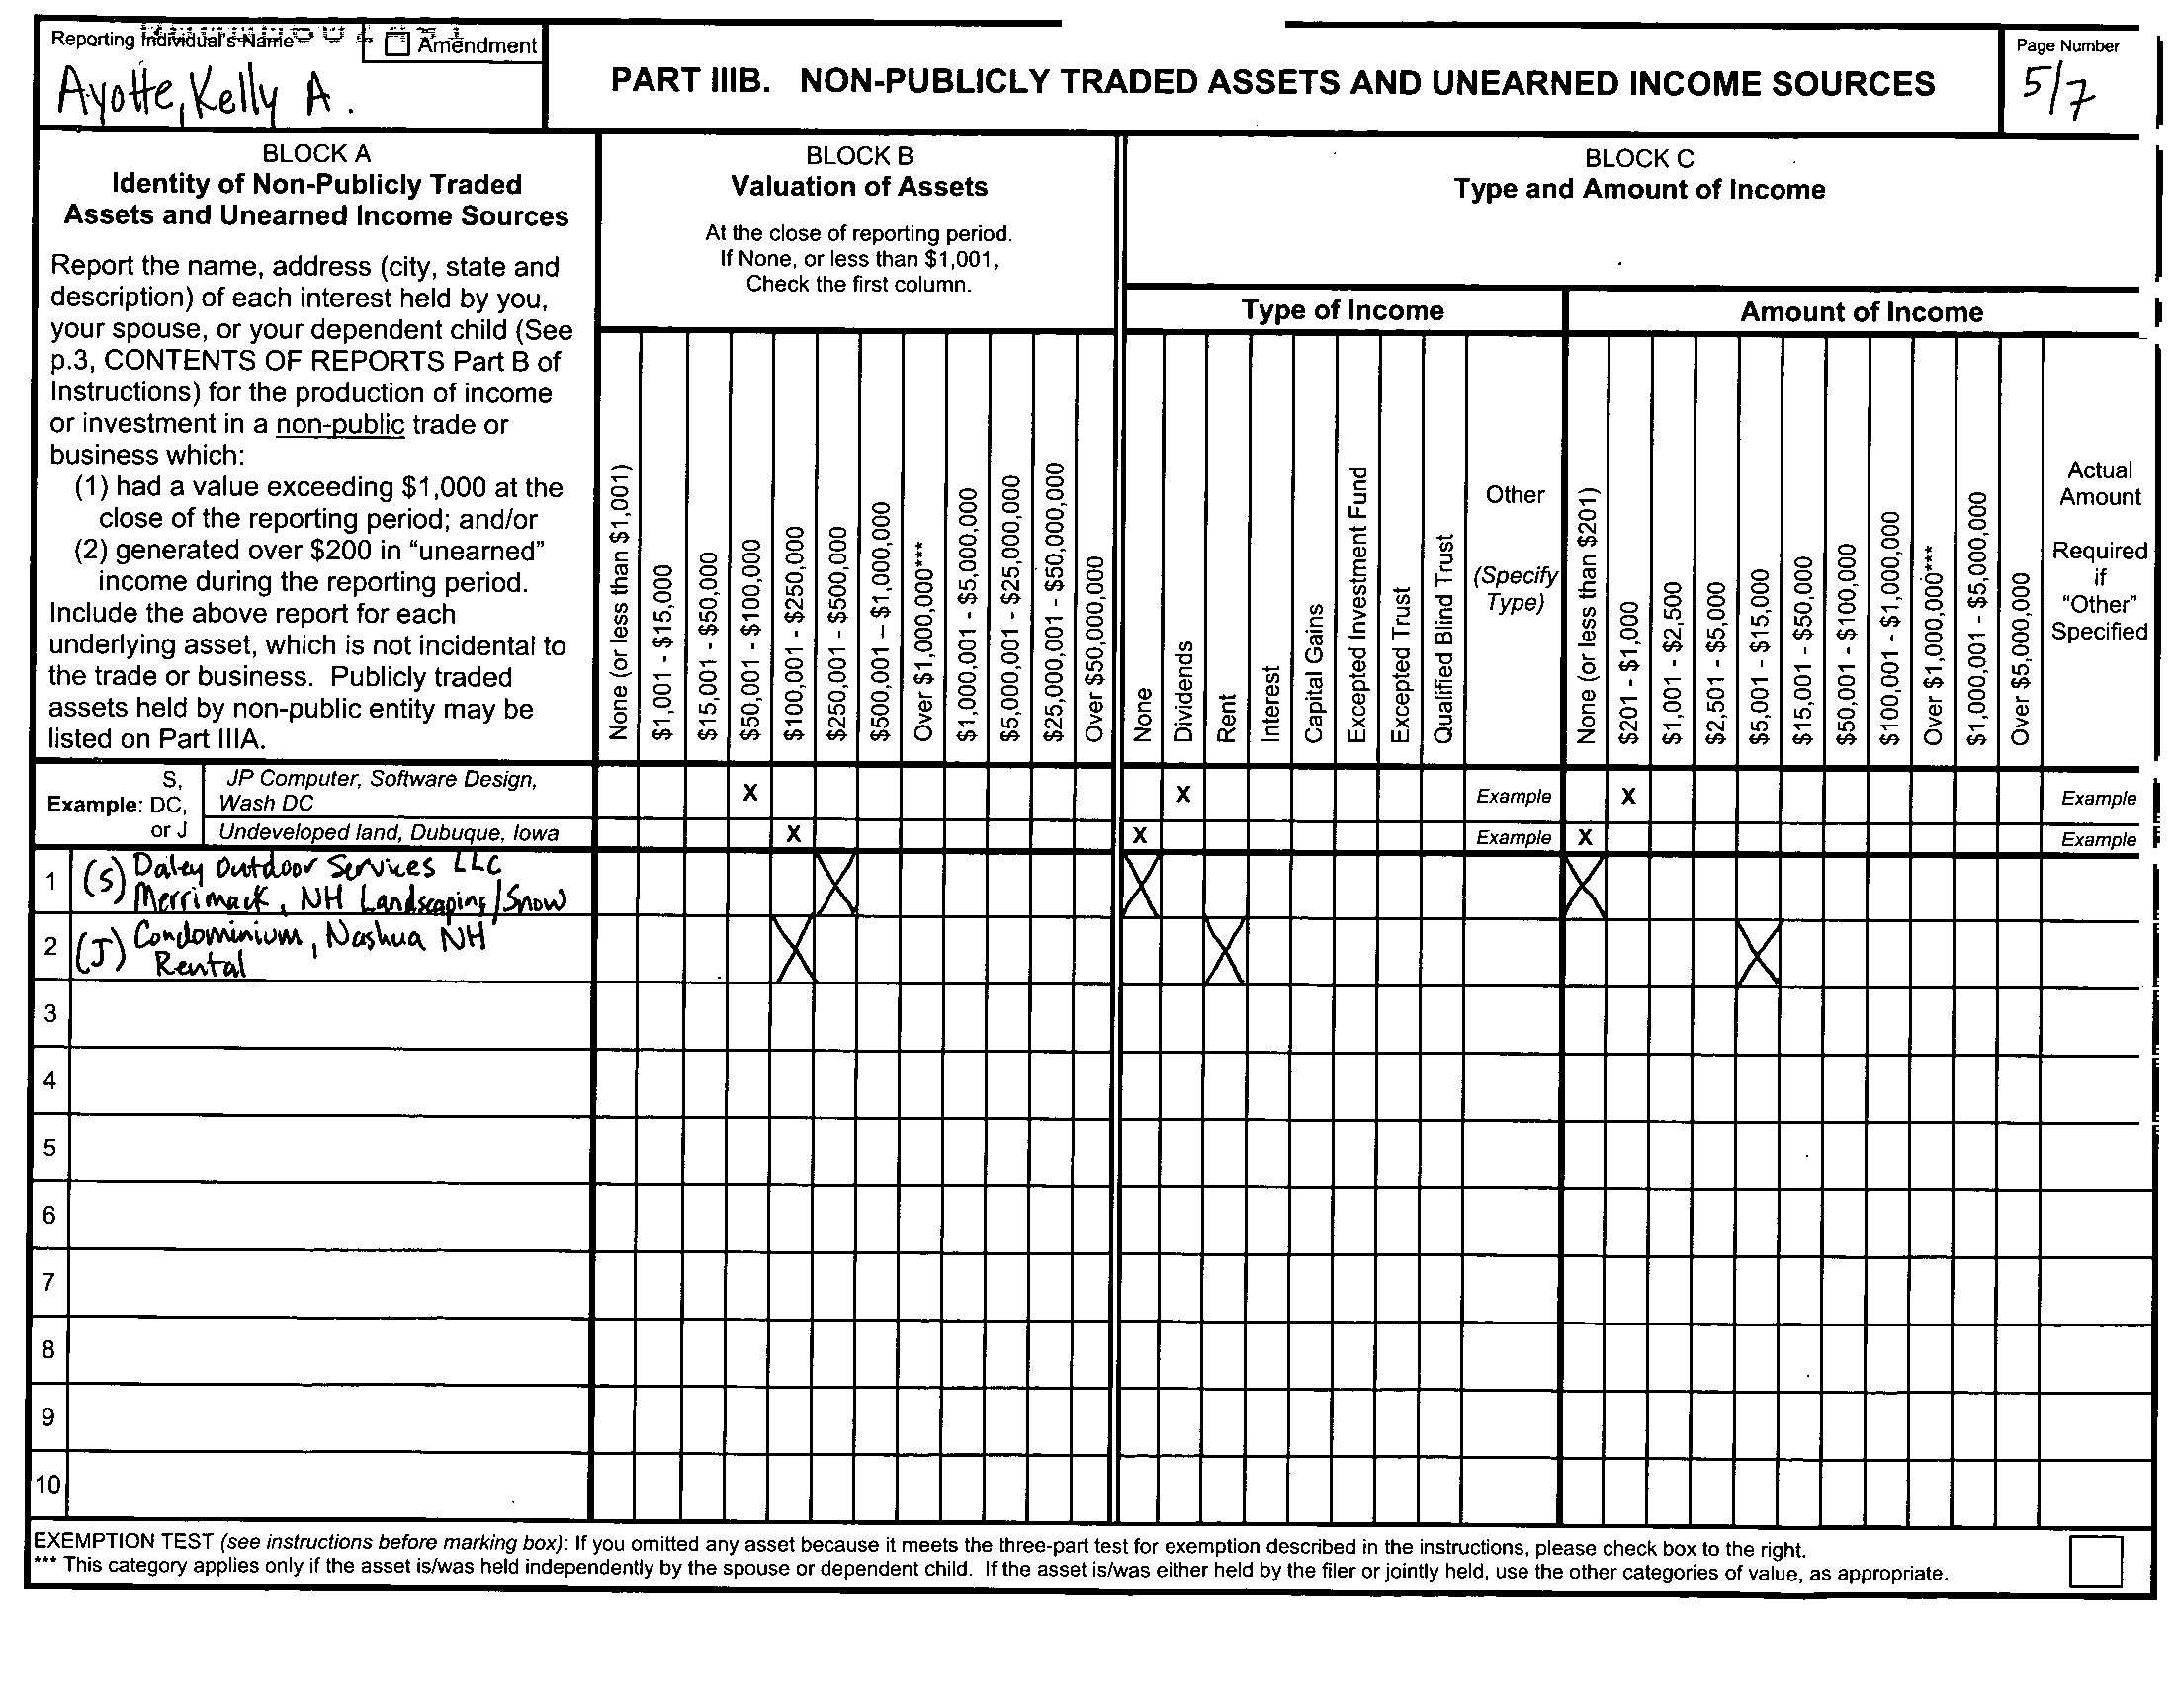 Reporting Individual's Name
Amendment
Ayotte, Kelly A.
PART IIIB. NON-PUBLICLY TRADED ASSETS AND UNEARNED INCOME SOURCES
Page Number
5/7
BLOCK A
Identity of Non-Publicly Traded
Assets and Unearned Income Sources
Report the name, address (city, state and
description) of each interest held by you,
your spouse, or your dependent child (See
p.3, CONTENTS OF REPORTS Part B of
Instructions) for the production of income
or investment in a non-public trade or
business which:
(1) had a value exceeding $1,000 at the
close of the reporting period; and/or
(2) generated over $200 in “unearned”
income during the reporting period.
Include the above report for each
underlying asset, which is not incidental to
the trade or business. Publicly traded
assets held by non-public entity may be
listed on Part IIIA.
BLOCK B
Valuation of Assets
At the close of reporting period.
If None, or less than $1,001,
Check the first column.
None (or less than $1,001)
$1,001 - $15,000
$15,001 - $50,000
$50,001 - $100,000
$100,001 - $250,000
$250,001 - $500,000
$500,001 – $1,000,000
Over $1,000,000***
$1,000,001 - $5,000,000
$5,000,001 - $25,000,000
$25,000,001 - $50,000,000
Over $50,000,000
BLOCK C
Type and Amount of Income
Type of Income
None
Dividends
Rent
Interest
Capital Gains
Excepted Investment Fund
Excepted Trust
Qualified Blind Trust
Other
(Specify
Type)
Amount of Income
None (or less than $201)
$201 - $1,000
$1,001 - $2,500
$2,501 - $5,000
$5,001 - $15,000
$15,001 - $50,000
$50,001 - $100,000
$100,001 - $1,000,000
Over $1,000,000***
$1,000,001 - $5,000,000
Over $5,000,000
Actual
Amount
Required
if
“Other”
Specified
Example:
S,
DC,
or J
JP Computer, Software Design,
Wash DC
X X Example X Example
Undeveloped land, Dubuque, Iowa X X Example X Example
1 (S) Daley Outdoor Services LLC
Merrimack, NH Landscaping/Snow X X X
2 (J) Condominium, Nashua NH
Rental X X X
3
4
5
6
7
8
9
10
EXEMPTION TEST (see instructions before marking box): If you omitted any asset because it meets the three-part test for exemption described in the instructions, please check box to the right.
*** This category applies only if the asset is/was held independently by the spouse or dependent child. If the asset is/was either held by the filer or jointly held, use the other categories of value, as appropriate.